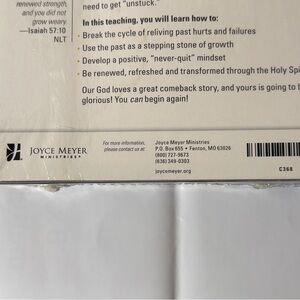 renewed strength,
and you did not
grow weary.
—Isaiah 57:10
NLT
need to get "unstuck."
In this teaching, you will learn how to:
· Break the cycle of reliving past hurts and failures
· Use the past as a stepping stone of growth
· Develop a positive, "never-quit" mindset
· Be renewed, refreshed and transformed through the Holy Spi
Our God loves a great comeback story, and yours is going to b
glorious! You can begin again!
JOYCE MEYER
MINISTRIES®
For more information,
please contact us at:
Joyce Meyer Ministries
P.O. Box 655 • Fenton, MO 63026
(800) 727-9673
(636) 349-0303
joycemeyer.org
C368